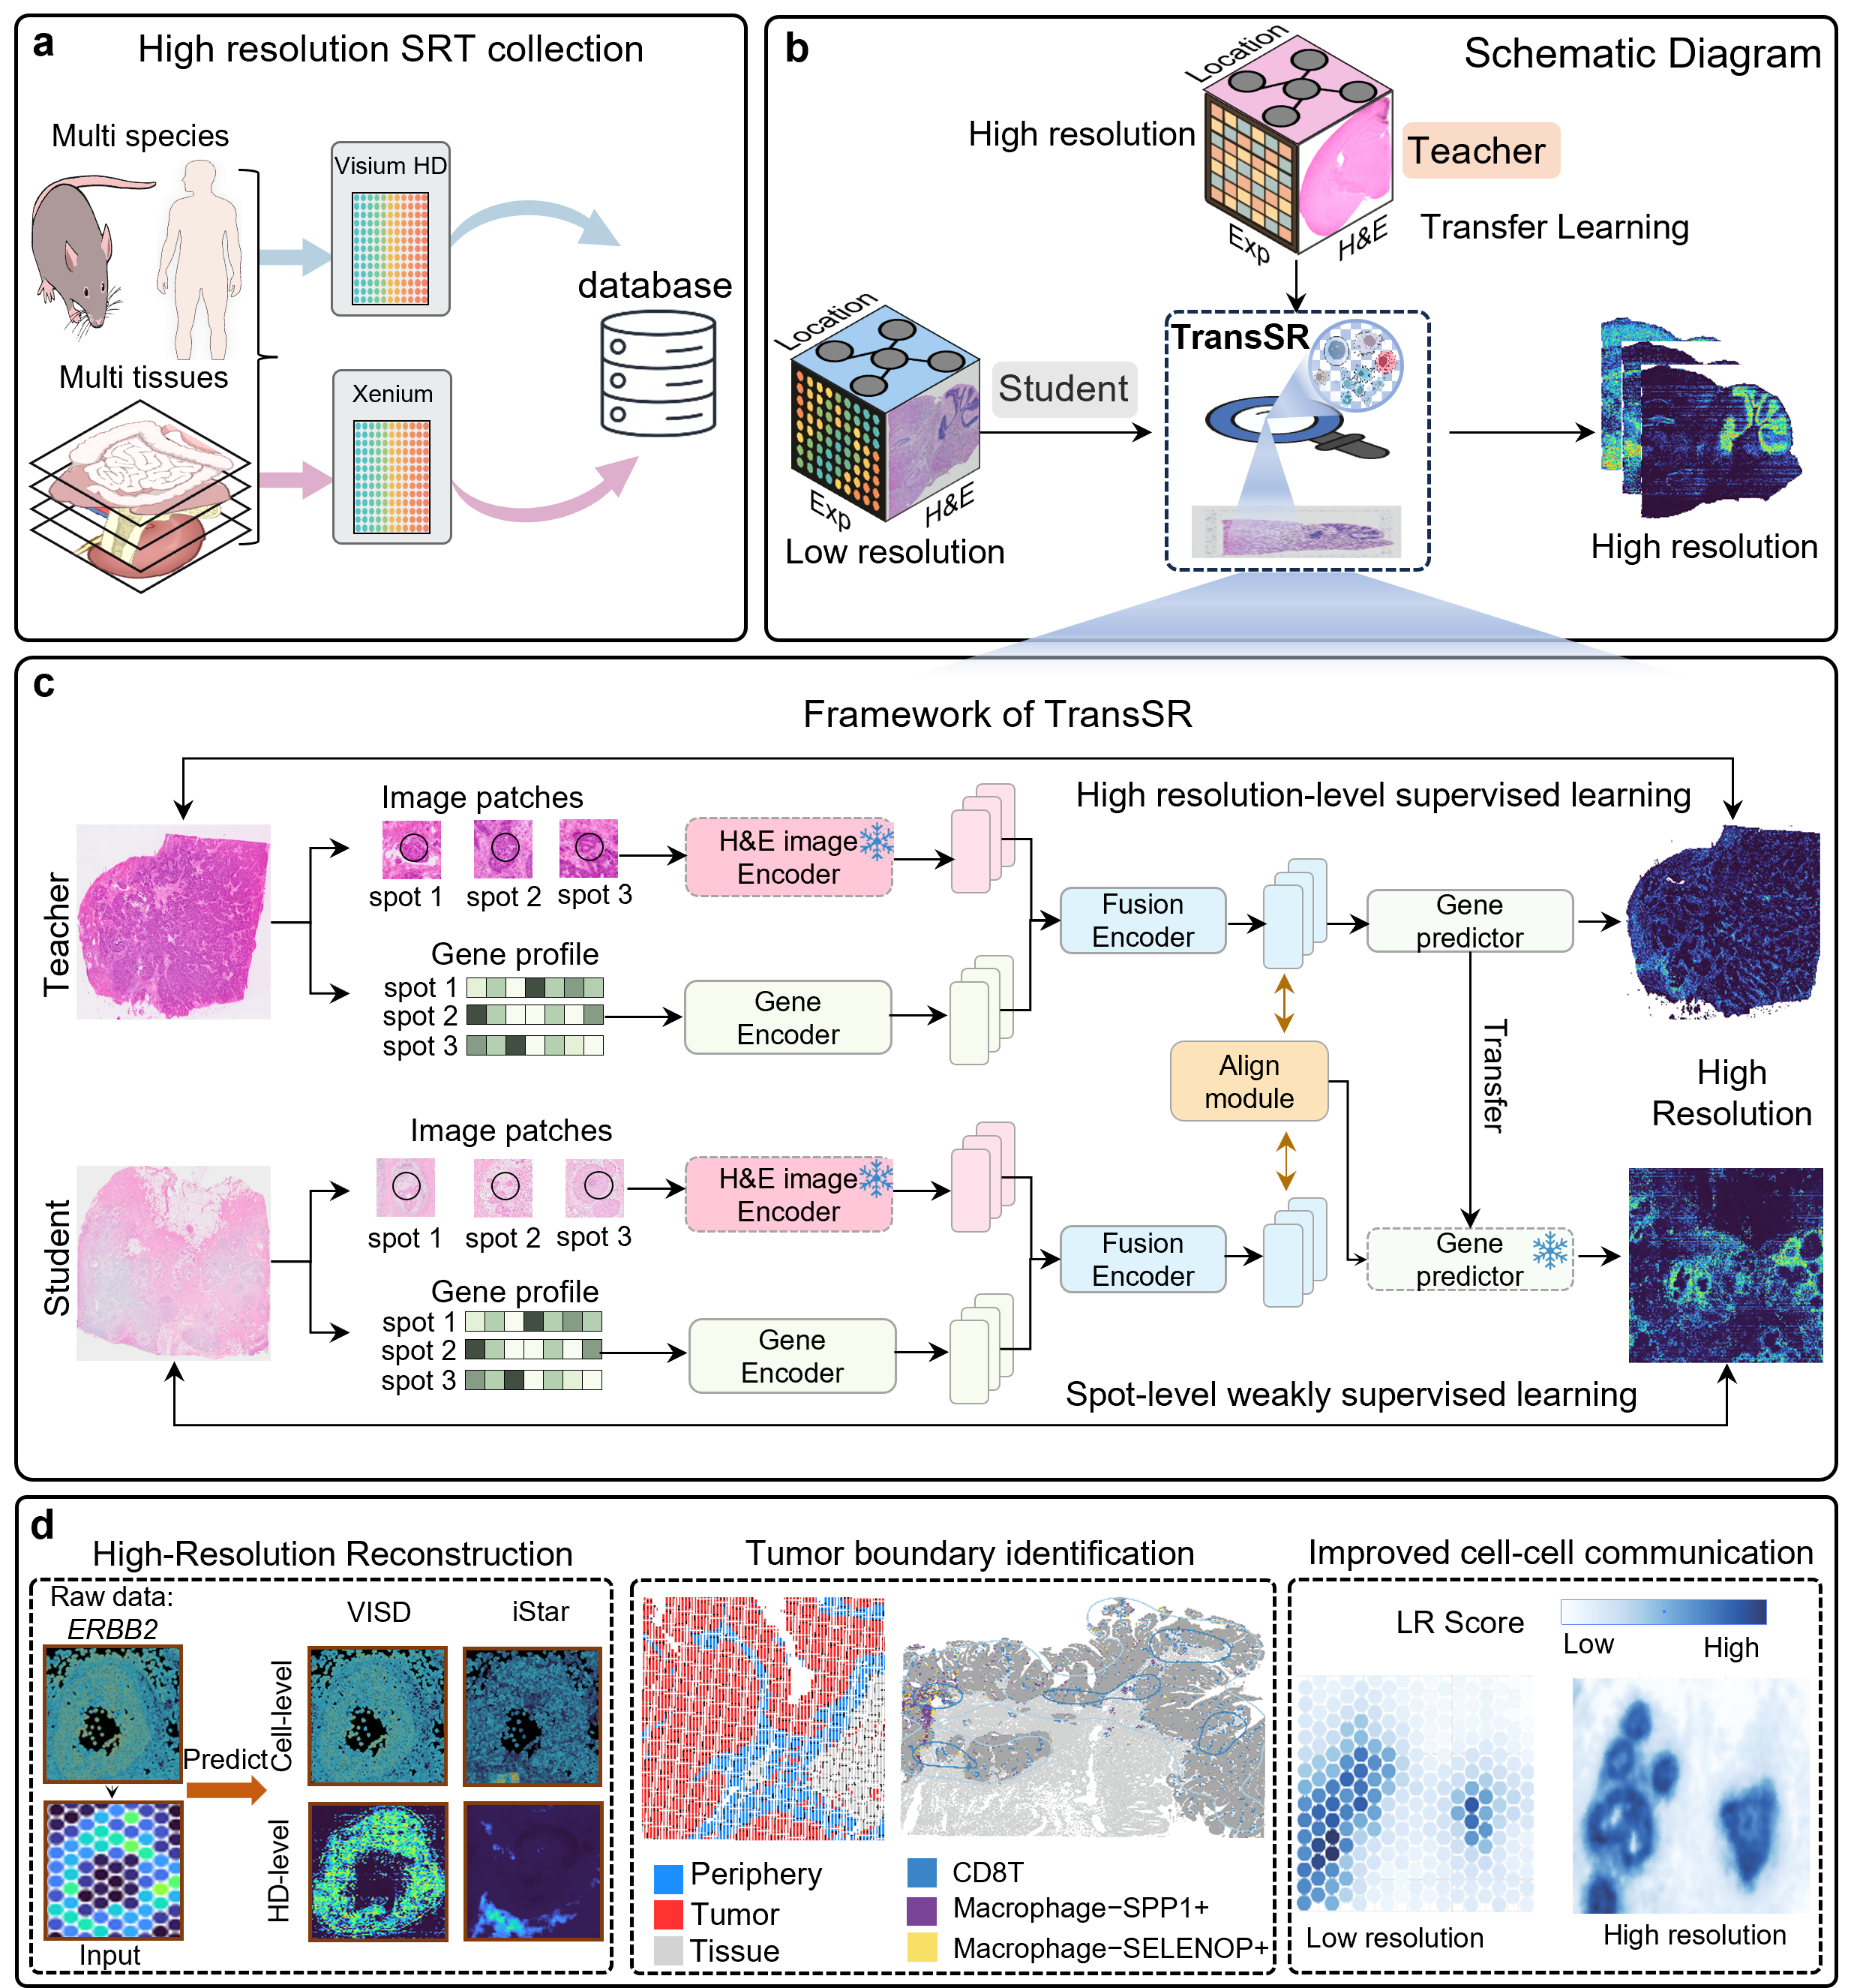 a
High resolution SRT collection
Multi species
Visium HD
database
Multi tissues
Xenium
b
Schematic Diagram
Location
High resolution
Teacher
Exp
H&E
Transfer Learning
Location
TransSR
Student
Exp
H&E
Low resolution
High resolution
c
Framework of TransSR
Teacher
Image patches
spot 1
spot 2
spot 3
H&E image
Encoder
High resolution-level supervised learning
Gene profile
spot 1
spot 2
spot 3
Gene
Encoder
Fusion
Encoder
Gene
predictor
Align
module
Transfer
High
Resolution
Student
Image patches
spot 1
spot 2
spot 3
H&E image
Encoder
Gene profile
spot 1
spot 2
spot 3
Gene
Encoder
Fusion
Encoder
Gene
predictor
Spot-level weakly supervised learning
d
High-Resolution Reconstruction
Raw data:
ERBB2
VISD
iStar
Cell-level
Predict
HD-level
Input
Tumor boundary identification
Periphery
Tumor
Tissue
CD8T
Macrophage−SPP1+
Macrophage−SELENOP+
Improved cell-cell communication
LR Score
Low
High
Low resolution
High resolution